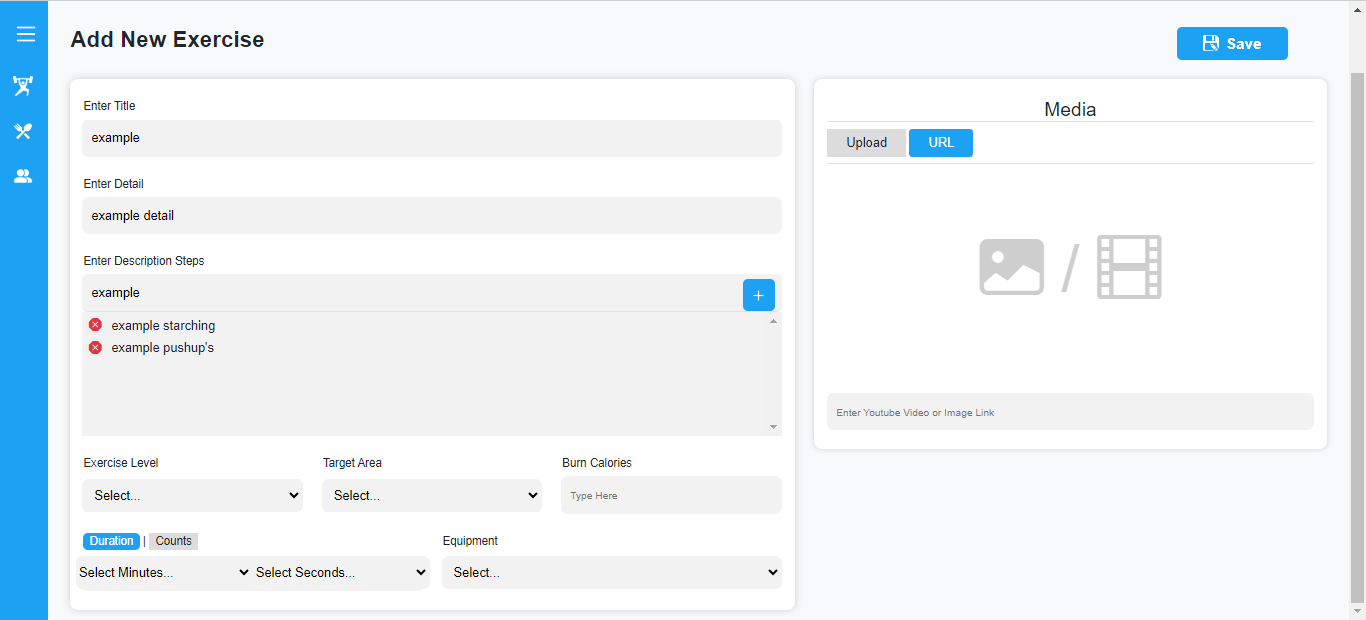 Add New Exercise
Save
Enter Title
example
Enter Detail
example detail
Enter Description Steps
example
+
example starching
example pushup's
Exercise Level
Target Area
Burn Calories
Select...
Select...
Type Here
Duration | Counts
Equipment
Select Minutes...
Select Seconds...
Select...
Media
Upload
URL
/
Enter Youtube Video or Image Link